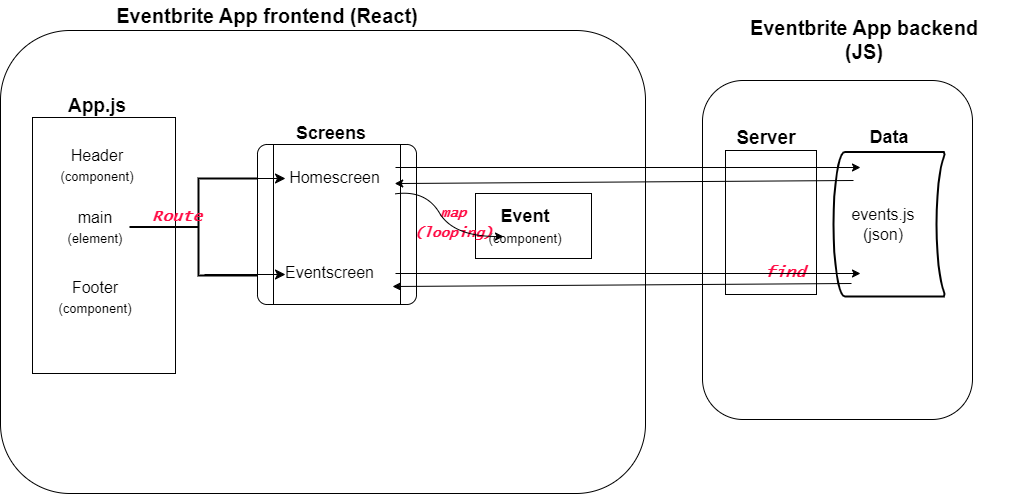 Eventbrite App frontend (React)
Eventbrite App backend
(JS)
App.js
Header
(component)
main
(element)
Footer
(component)
Route
Screens
Homescreen
Eventscreen
map
(looping)
Event
(component)
Server
find
Data
events.js
(json)